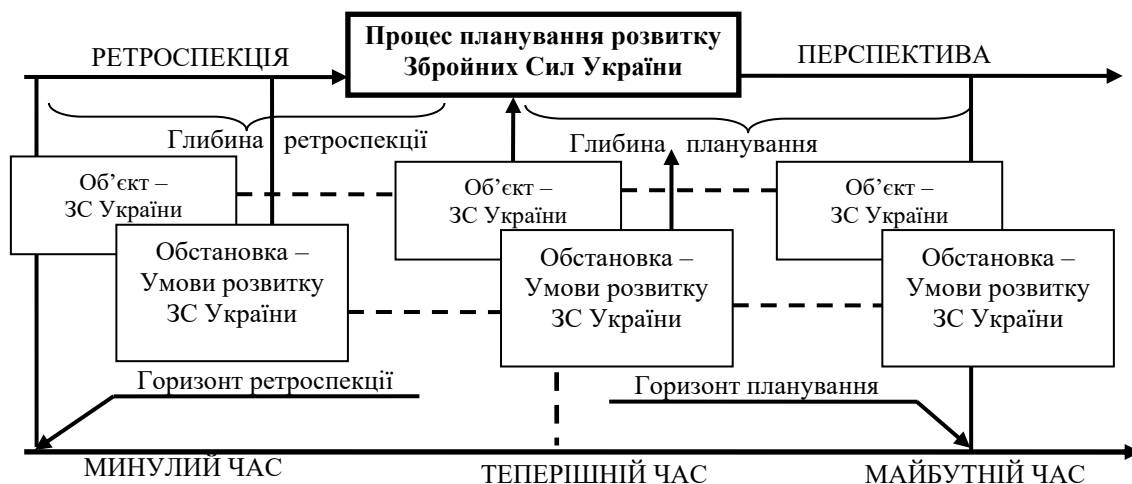 РЕТРОСПЕКЦІЯ
Процес планування розвитку
Збройних Сил України
ПЕРСПЕКТИВА
Глибина ретроспекції
Глибина планування
Об’єкт –
ЗС України
Об’єкт –
ЗС України
Об’єкт –
ЗС України
Обстановка –
Умови розвитку
ЗС України
Обстановка –
Умови розвитку
ЗС України
Обстановка –
Умови розвитку
ЗС України
Горизонт ретроспекції
Горизонт планування
МИНУЛИЙ ЧАС
ТЕПЕРІШНІЙ ЧАС
МАЙБУТНІЙ ЧАС